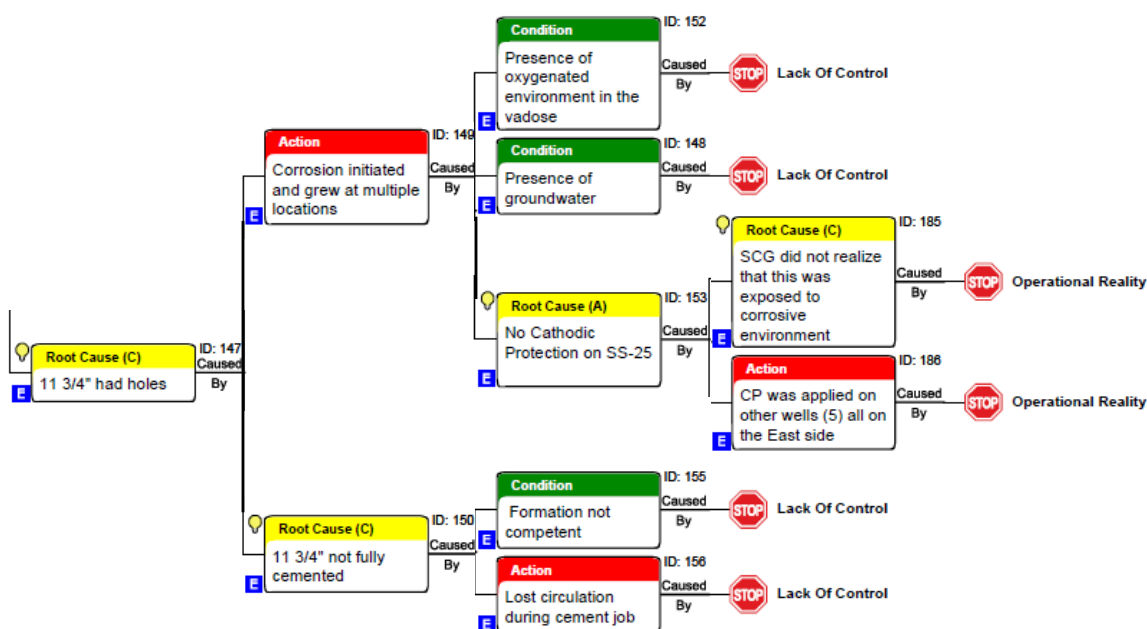 Condition
ID: 152
Presence of
oxygenated
environment in the
vadose
E
Caused
By
STOP
Lack Of Control
Action
ID: 149
Corrosion initiated
and grew at multiple
locations
E
Caused
By
Condition
ID: 148
Presence of
groundwater
E
Caused
By
STOP
Lack Of Control
Root Cause (C)
ID: 185
SCG did not realize
that this was
exposed to
corrosive
environment
E
Caused
By
STOP
Operational Reality
Root Cause (A)
ID: 153
No Cathodic
Protection on SS-25
E
Caused
By
Root Cause (C)
ID: 147
11 3/4" had holes
E
Caused
By
Action
ID: 186
CP was applied on
other wells (5) all on
the East side
E
Caused
By
STOP
Operational Reality
Condition
ID: 155
Formation not
competent
E
Caused
By
STOP
Lack Of Control
Root Cause (C)
ID: 150
11 3/4" not fully
cemented
E
Caused
By
Action
ID: 156
Lost circulation
during cement job
E
Caused
By
STOP
Lack Of Control